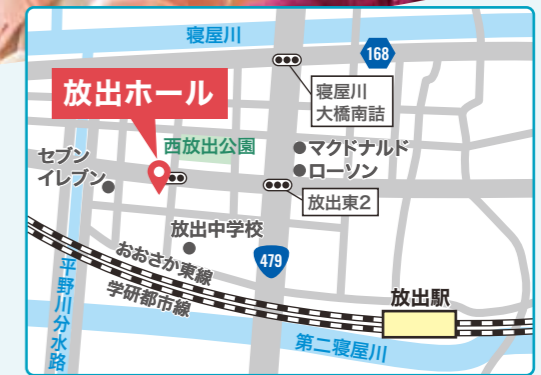 寝屋川
168
放出ホール
寝屋川
大橋南詰
西放出公園
マクドナルド
ローソン
セブン
イレブン
放出東2
放出中学校
479
おおさか東線
学研都市線
放出駅
平野川分水路
第二寝屋川